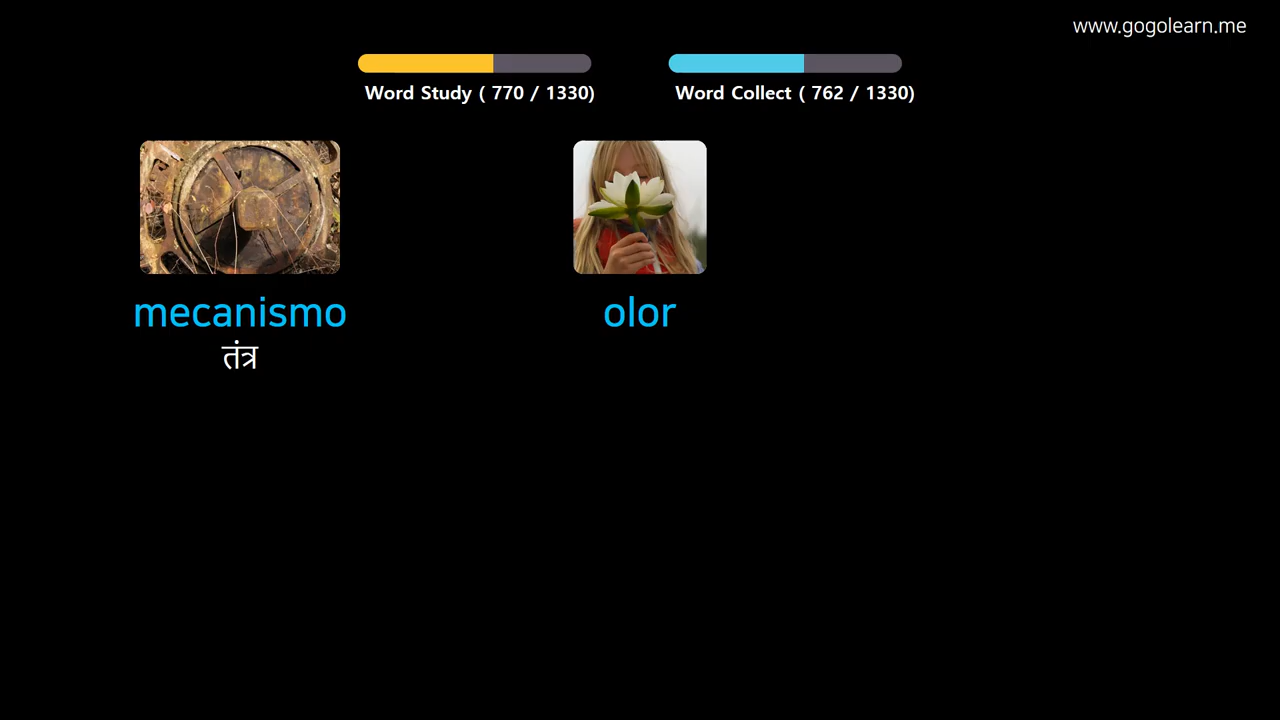 www.gogolearn.me
Word Study ( 770 / 1330)
Word Collect ( 762 / 1330)
mecanismo
तंत्र
olor